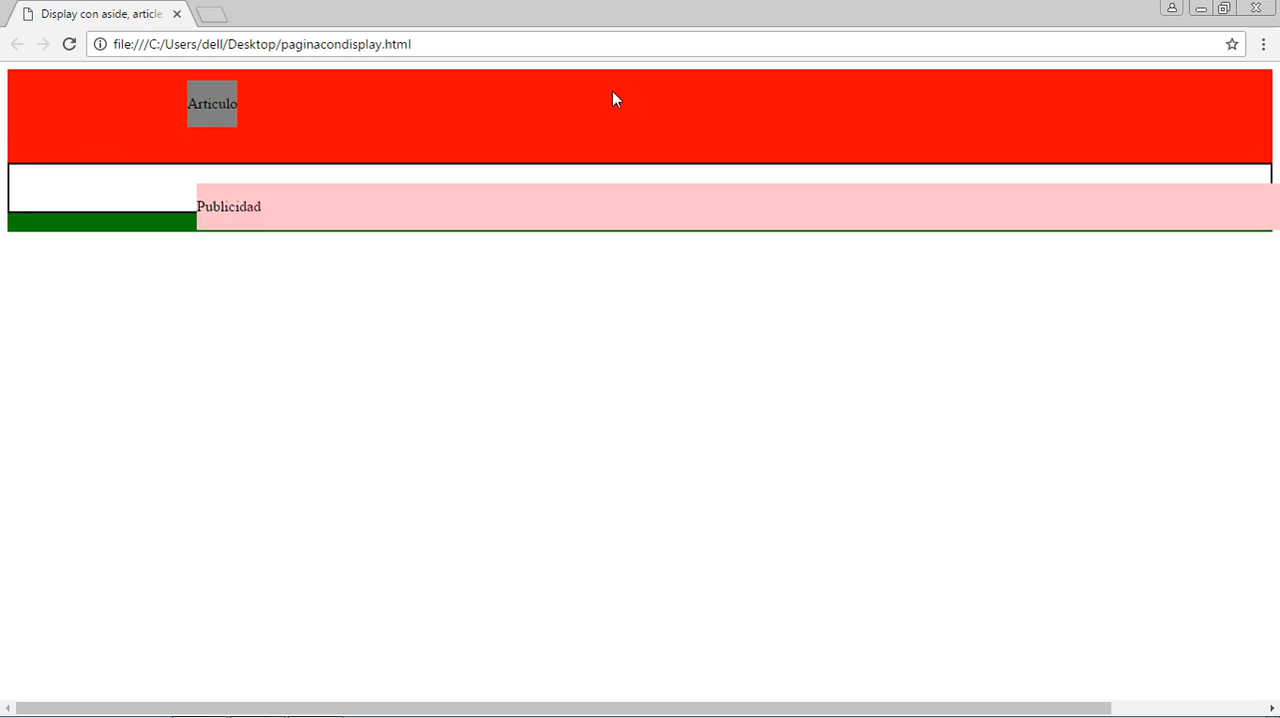 Display con aside, article
file:///C:/Users/dell/Desktop/paginacondisplay.html
Articulo
Publicidad